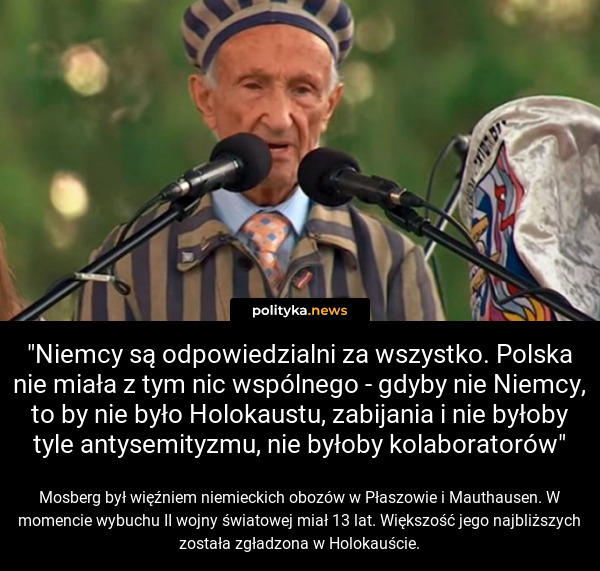 polityka.news
"Niemcy są odpowiedzialni za wszystko. Polska
nie miała z tym nic wspólnego - gdyby nie Niemcy,
to by nie było Holokaustu, zabijania i nie byłoby
tyle antysemityzmu, nie byłoby kolaboratorów"
Mosberg był więźniem niemieckich obozów w Płaszowie i Mauthausen. W
momencie wybuchu II wojny światowej miał 13 lat. Większość jego najbliższych
została zgładzona w Holokauście.